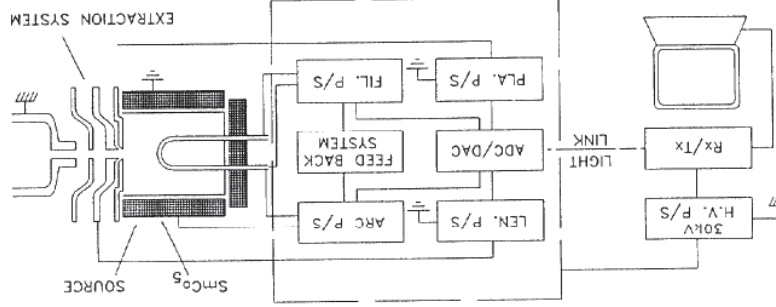 SmCo₅
SOURCE
30kV
H.V. P/S
LEN. P/S
ARC P/S
Rx/Tx
LIGHT
LINK
ADC/DAC
FEED BACK
SYSTEM
PLA. P/S
FIL. P/S
EXTRACTION SYSTEM